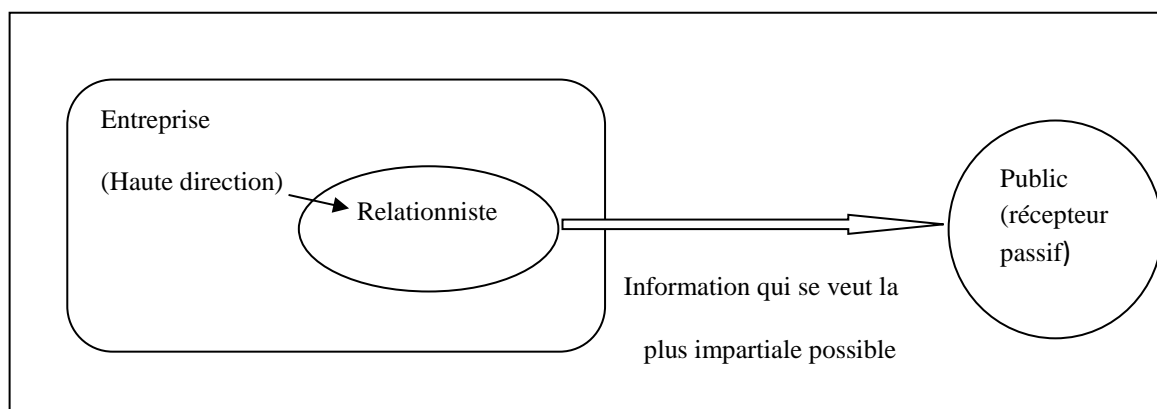 Entreprise
(Haute direction)
Relationniste
Information qui se veut la
plus impartiale possible
Public
(récepteur
passif)